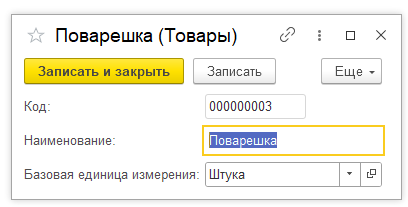 Поварешка (Товары)
Записать и закрыть Записать Еще
Код: 000000003
Наименование: Поварешка
Базовая единица измерения: Штука